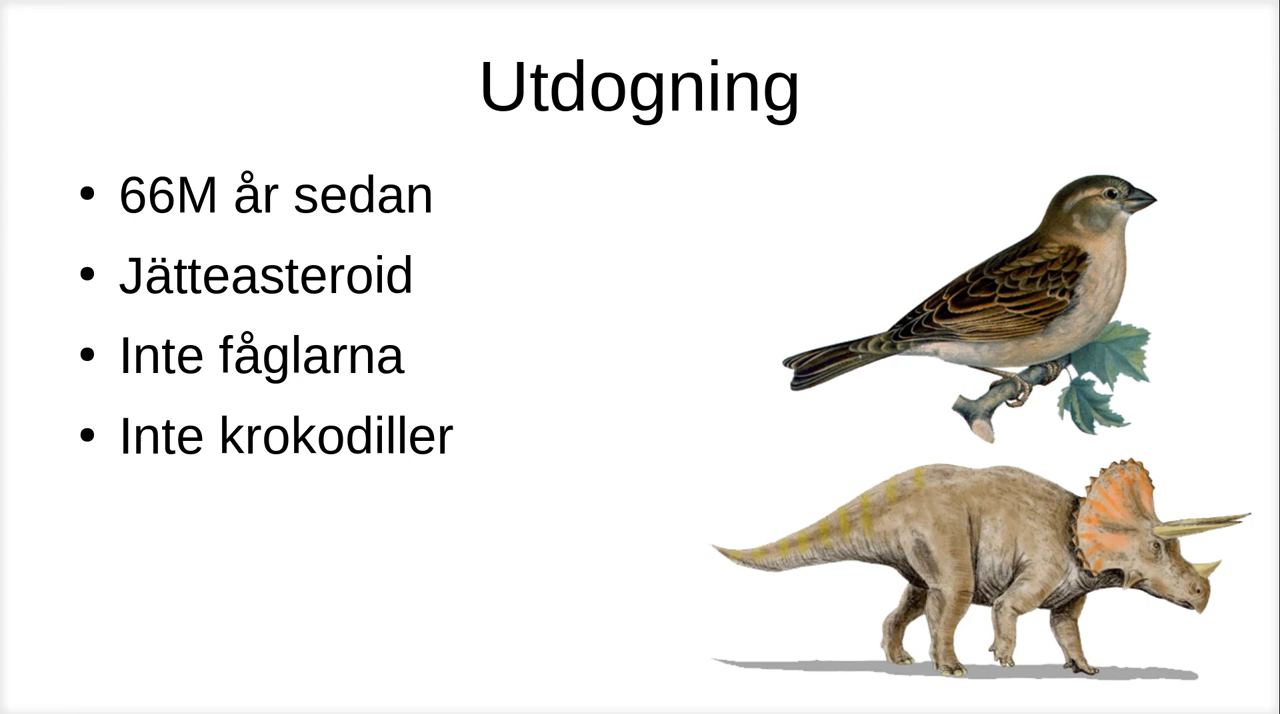 Utdogning
• 66M år sedan
• Jätteasteroid
• Inte fåglarna
• Inte krokodiller